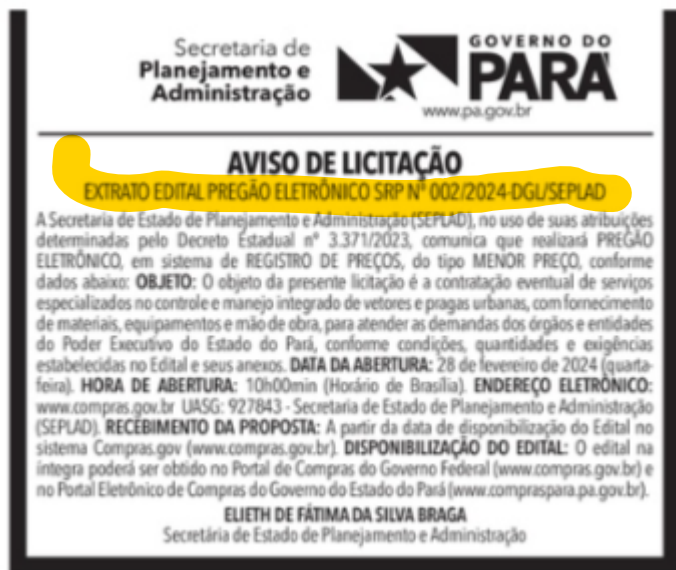 Secretaria de
Planejamento e
Administração
GOVERNO DO
PARÁ
www.pa.gov.br
AVISO DE LICITAÇÃO
EXTRATO EDITAL PREGÃO ELETRÔNICO SRP Nº 002/2024-DGL/SEPLAD
A Secretaria de Estado de Planejamento e Administração (SEPLAD), no uso de suas atribuições
determinadas pelo Decreto Estadual nº 3.371/2023, comunica que realizará PREGÃO
ELETRÔNICO, em sistema de REGISTRO DE PREÇOS, do tipo MENOR PREÇO, conforme
dados abaixo: OBJETO: O objeto da presente licitação é a contratação eventual de serviços
especializados no controle e manejo integrado de vetores e pragas urbanas, com fornecimento
de materiais, equipamentos e mão de obra, para atender as demandas dos órgãos e entidades
do Poder Executivo do Estado do Pará, conforme condições, quantidades e exigências
estabelecidas no Edital e seus anexos. DATA DA ABERTURA: 28 de fevereiro de 2024 (quarta-
feira). HORA DE ABERTURA: 10h00min (Horário de Brasília). ENDEREÇO ELETRÔNICO:
www.compras.gov.br UASG: 927843 - Secretaria de Estado de Planejamento e Administração
(SEPLAD). RECEBIMENTO DA PROPOSTA: A partir da data de disponibilização do Edital no
sistema Compras.gov (www.compras.gov.br). DISPONIBILIZAÇÃO DO EDITAL: O edital na
íntegra poderá ser obtido no Portal de Compras do Governo Federal (www.compras.gov.br) e
no Portal Eletrônico de Compras do Governo do Estado do Pará (www.compraspara.pa.gov.br).
ELIETH DE FÁTIMA DA SILVA BRAGA
Secretária de Estado de Planejamento e Administração